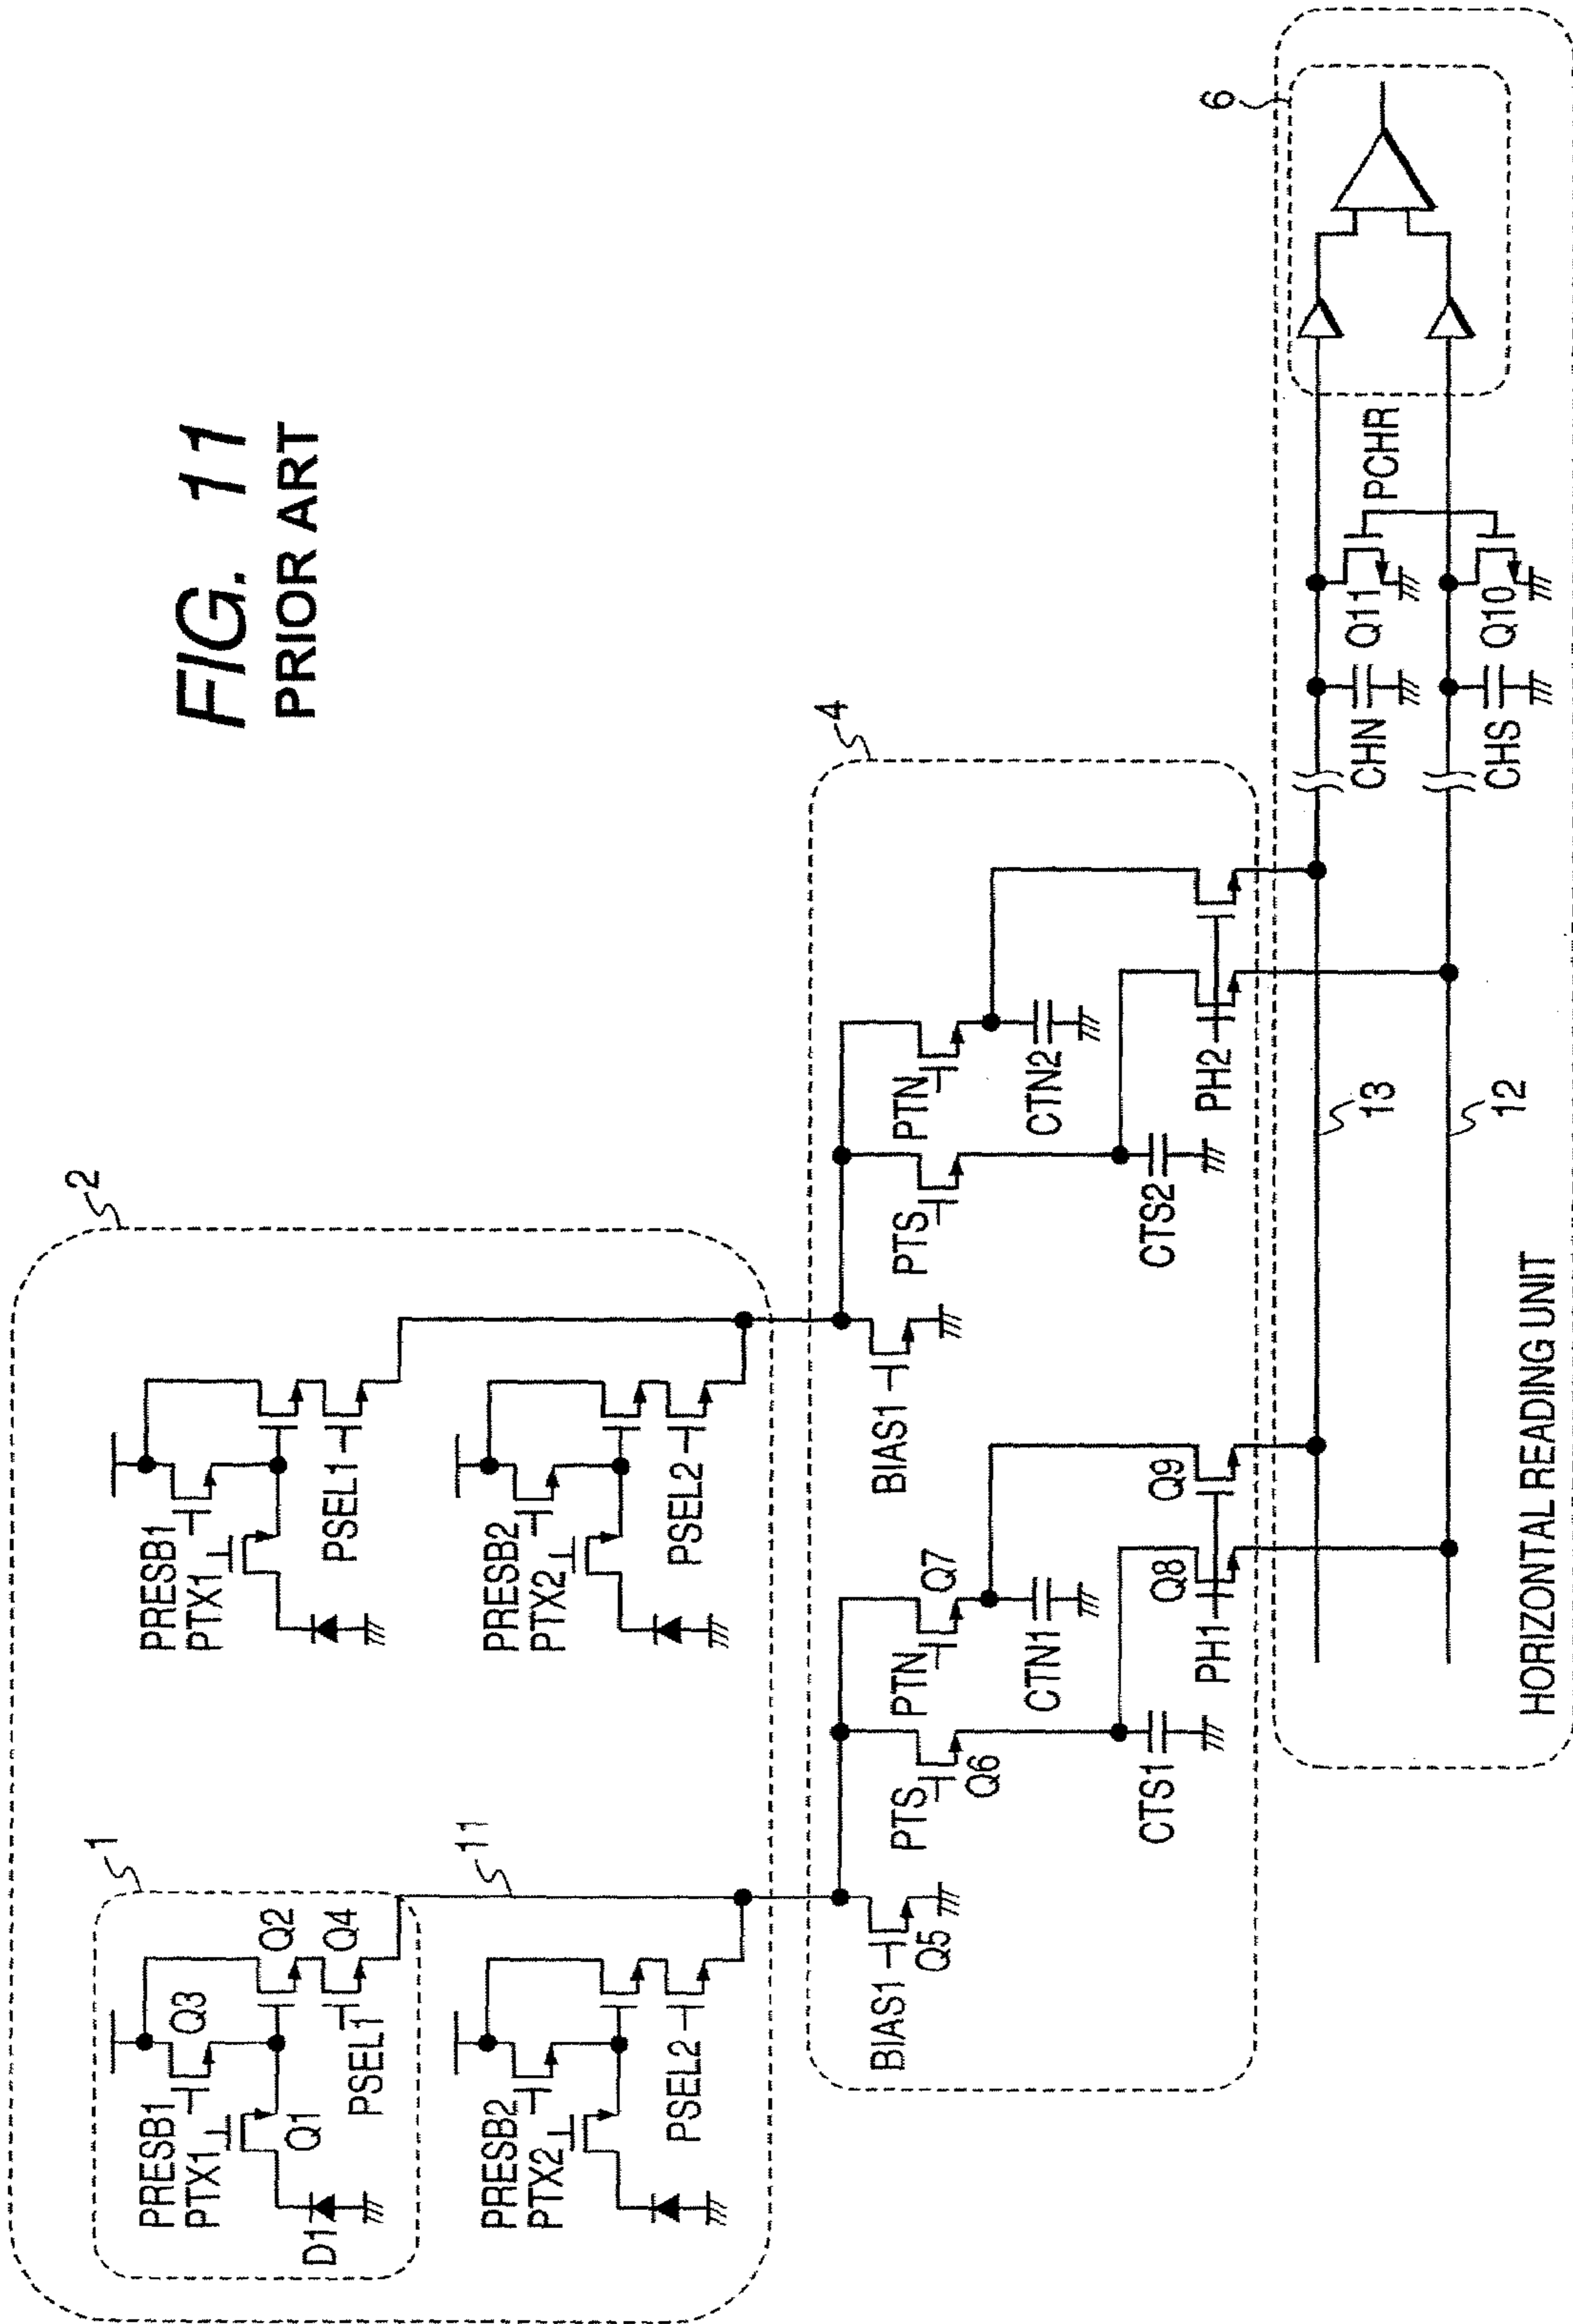 FIG. 11
PRIOR ART
1
2
11
PRESB1
PTX1
Q3
Q2
Q1
Q4
D1
PSEL1
PRESB1
PTX1
PSEL1
PRESB2
PTX2
PSEL2
PRESB2
PTX2
PSEL2
4
BIAS1
Q5
PTS
Q6
PTN
Q7
CTN1
CTS1
PH1
Q8
Q9
BIAS1
PTS
PTN
CTN2
CTS2
PH2
6
13
12
CHN
Q11
PCHR
CHS
Q10
HORIZONTAL READING UNIT